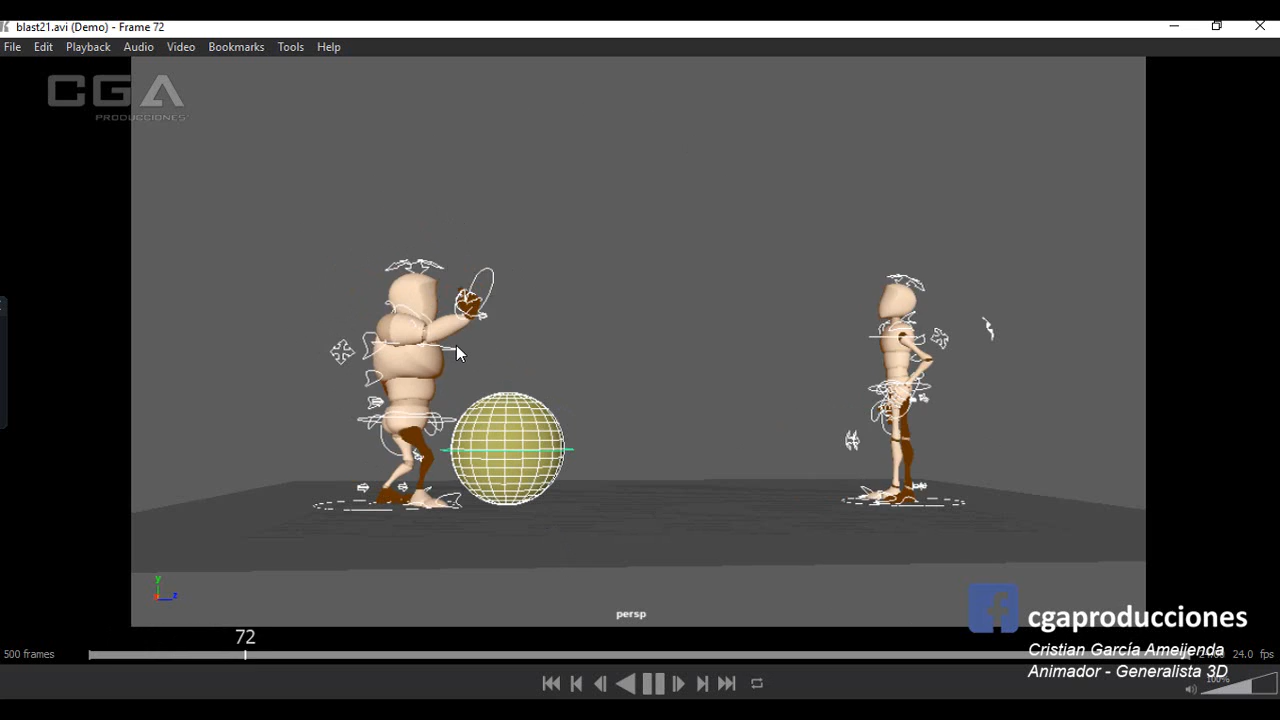 blast21.avi (Demo) - Frame 72
File Edit Playback Audio Video Bookmarks Tools Help
CGA
PRODUCCIONES
y
z
persp
cgaproducciones
72
500 frames
24.0 fps
Cristian García Ameijenda
Animador - Generalista 3D
100%